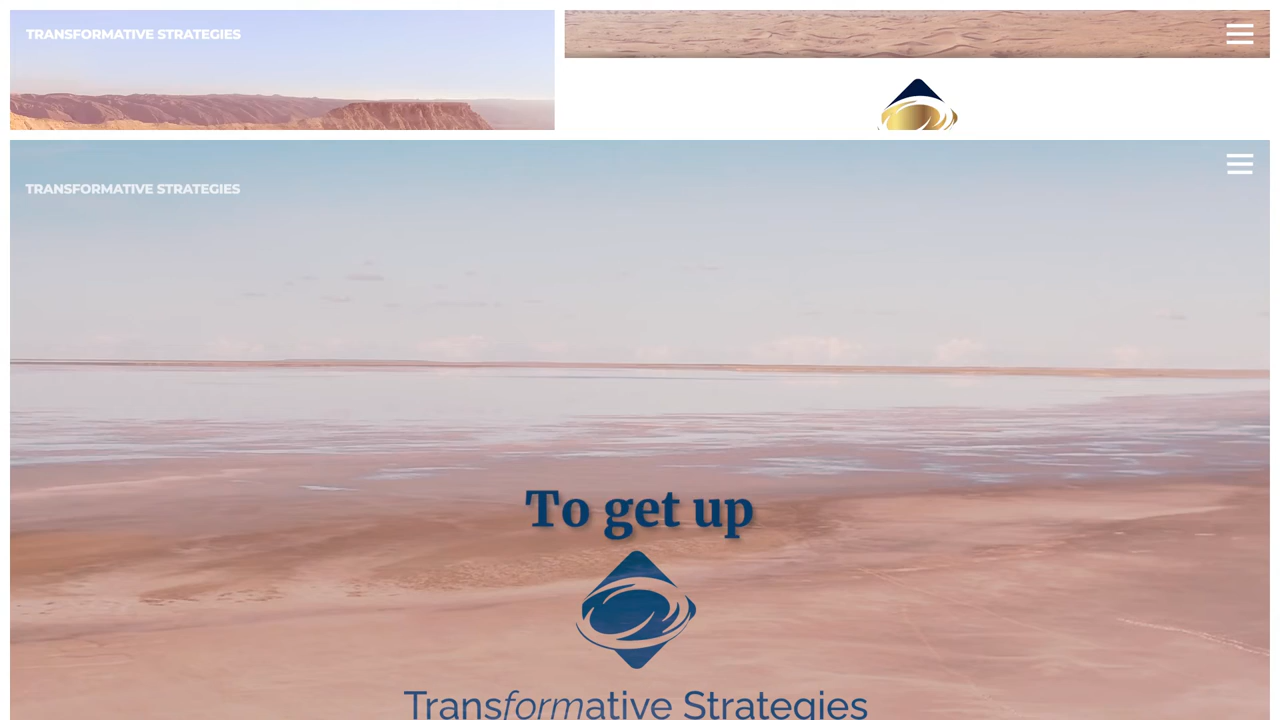 TRANSFORMATIVE STRATEGIES
TRANSFORMATIVE STRATEGIES
To get up
Transformative Strategies